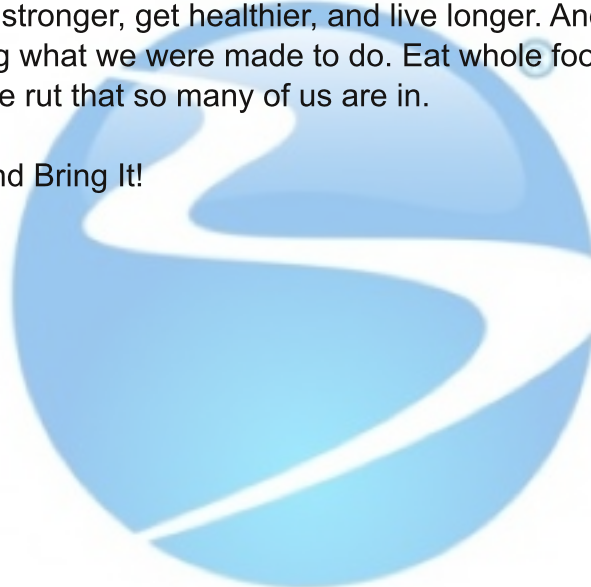 stronger, get healthier, and live longer. And
g what we were made to do. Eat whole foo
e rut that so many of us are in.
nd Bring It!